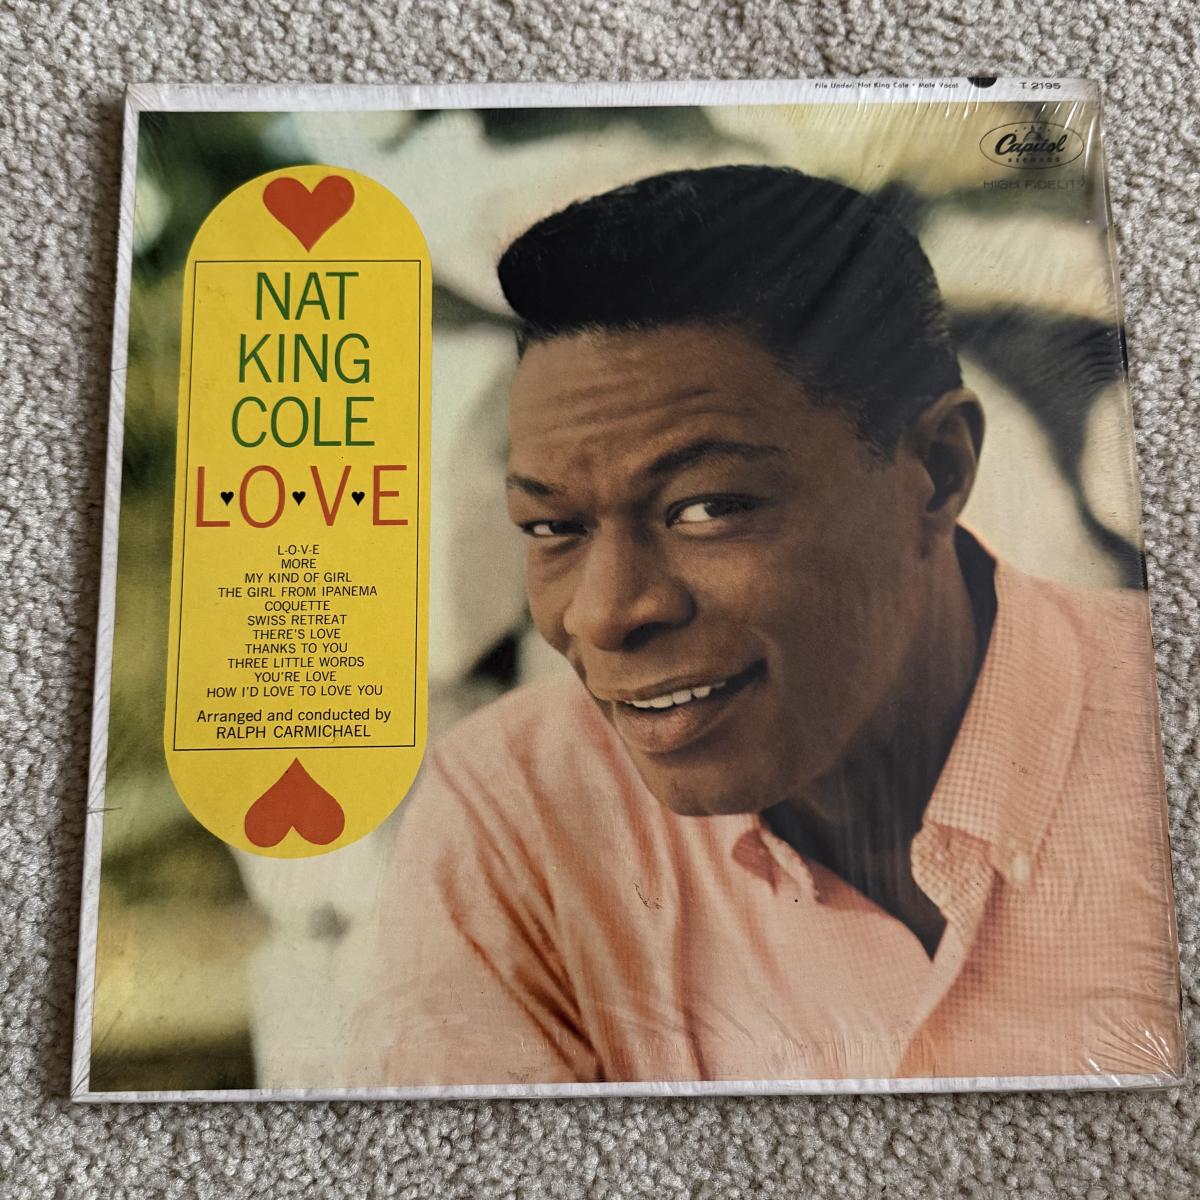 File Under: Nat King Cole • Male Vocal
T 2195
Capitol
RECORDS
HIGH FIDELITY
NAT
KING
COLE
L♥O♥V♥E
L-O-V-E
MORE
MY KIND OF GIRL
THE GIRL FROM IPANEMA
COQUETTE
SWISS RETREAT
THERE'S LOVE
THANKS TO YOU
THREE LITTLE WORDS
YOU'RE LOVE
HOW I'D LOVE TO LOVE YOU
Arranged and conducted by
RALPH CARMICHAEL